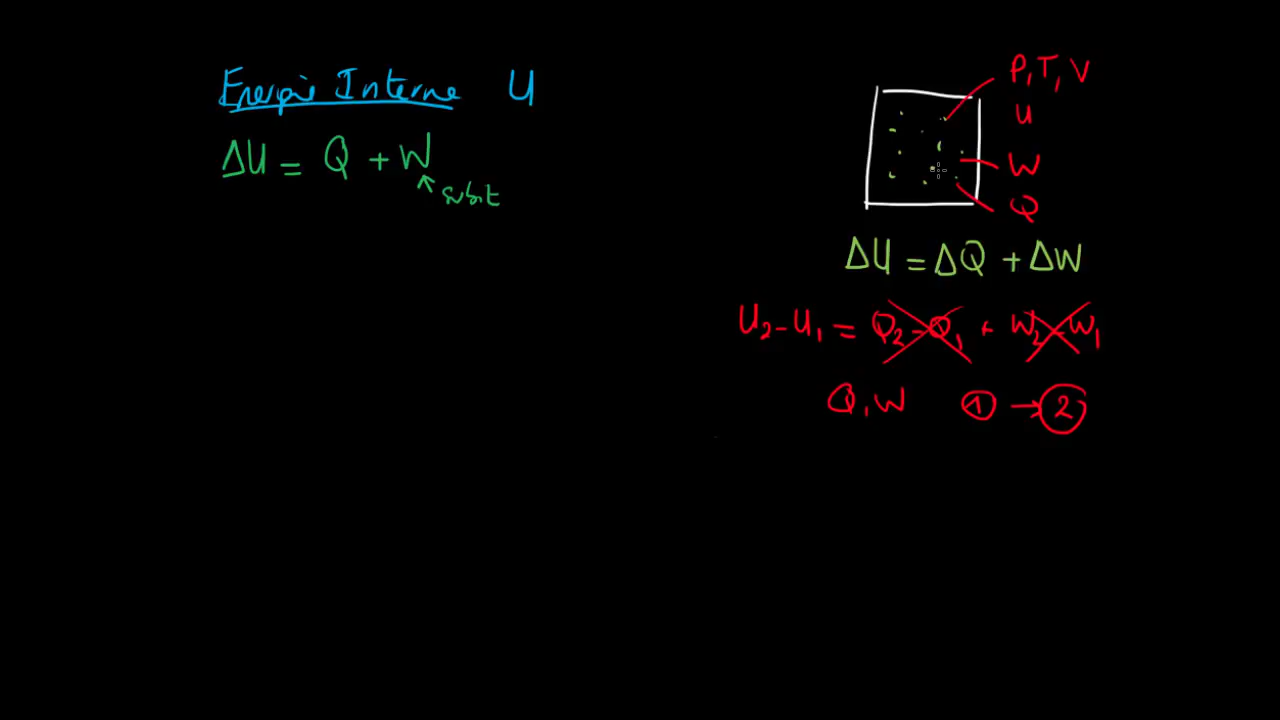 Energie Interne U
ΔU = Q + W
subit
P, T, V
U
W
Q
ΔU = ΔQ + ΔW
U₂ - U₁ = Q₂ - Q₁ + W₂ - W₁
Q, W ① → ②